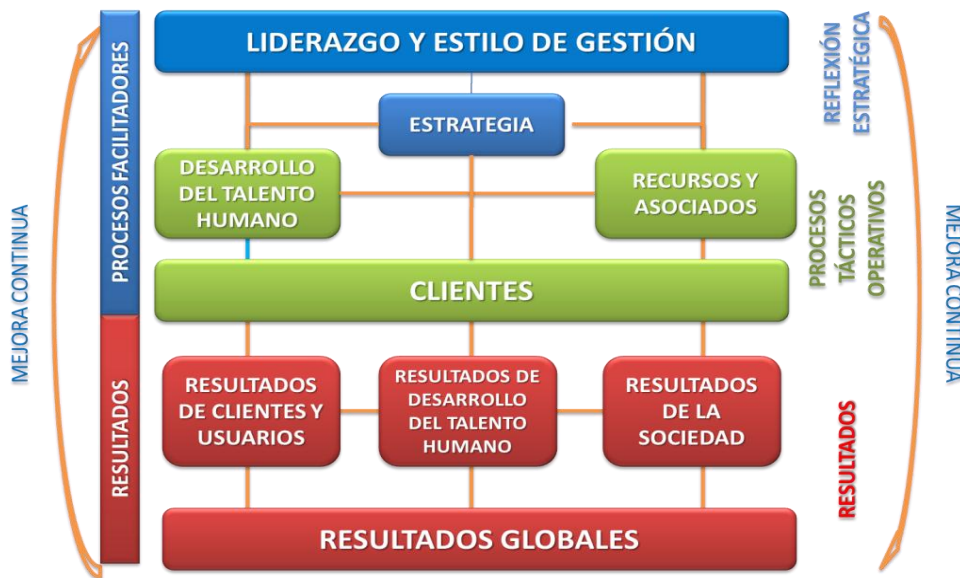 LIDERAZGO Y ESTILO DE GESTIÓN
ESTRATEGIA
DESARROLLO
DEL TALENTO
HUMANO
RECURSOS Y
ASOCIADOS
CLIENTES
RESULTADOS
DE CLIENTES Y
USUARIOS
RESULTADOS DE
DESARROLLO
DEL TALENTO
HUMANO
RESULTADOS
DE LA
SOCIEDAD
RESULTADOS GLOBALES
MEJORA CONTINUA
PROCESOS FACILITADORES
RESULTADOS
REFLEXIÓN
ESTRATÉGICA
PROCESOS
TÁCTICOS
OPERATIVOS
RESULTADOS
MEJORA CONTINUA